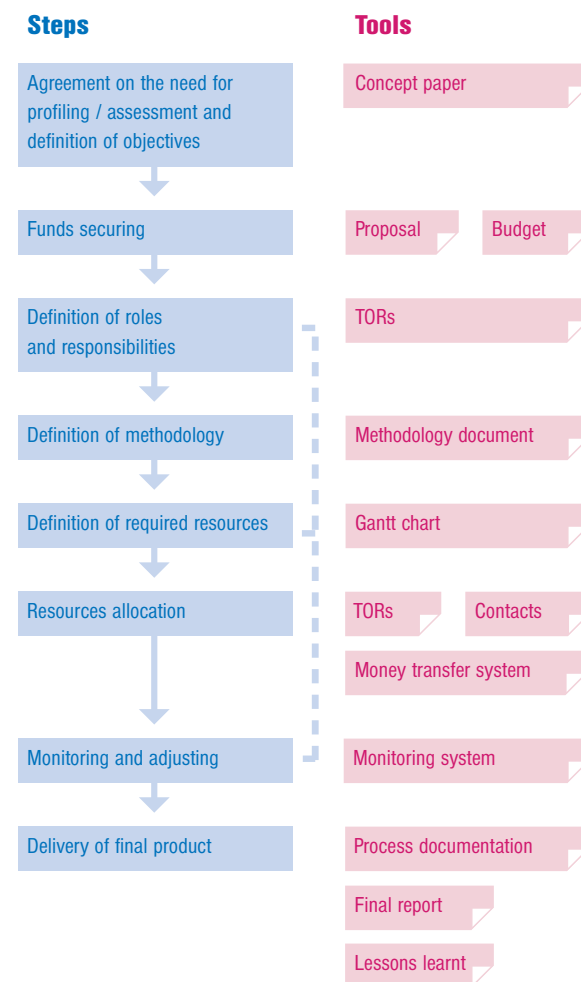 Steps
Tools
Agreement on the need for
profiling / assessment and
definition of objectives
Concept paper
Funds securing
Proposal
Budget
Definition of roles
and responsibilities
TORs
Definition of methodology
Methodology document
Definition of required resources
Gantt chart
Resources allocation
TORs
Contacts
Money transfer system
Monitoring and adjusting
Monitoring system
Delivery of final product
Process documentation
Final report
Lessons learnt